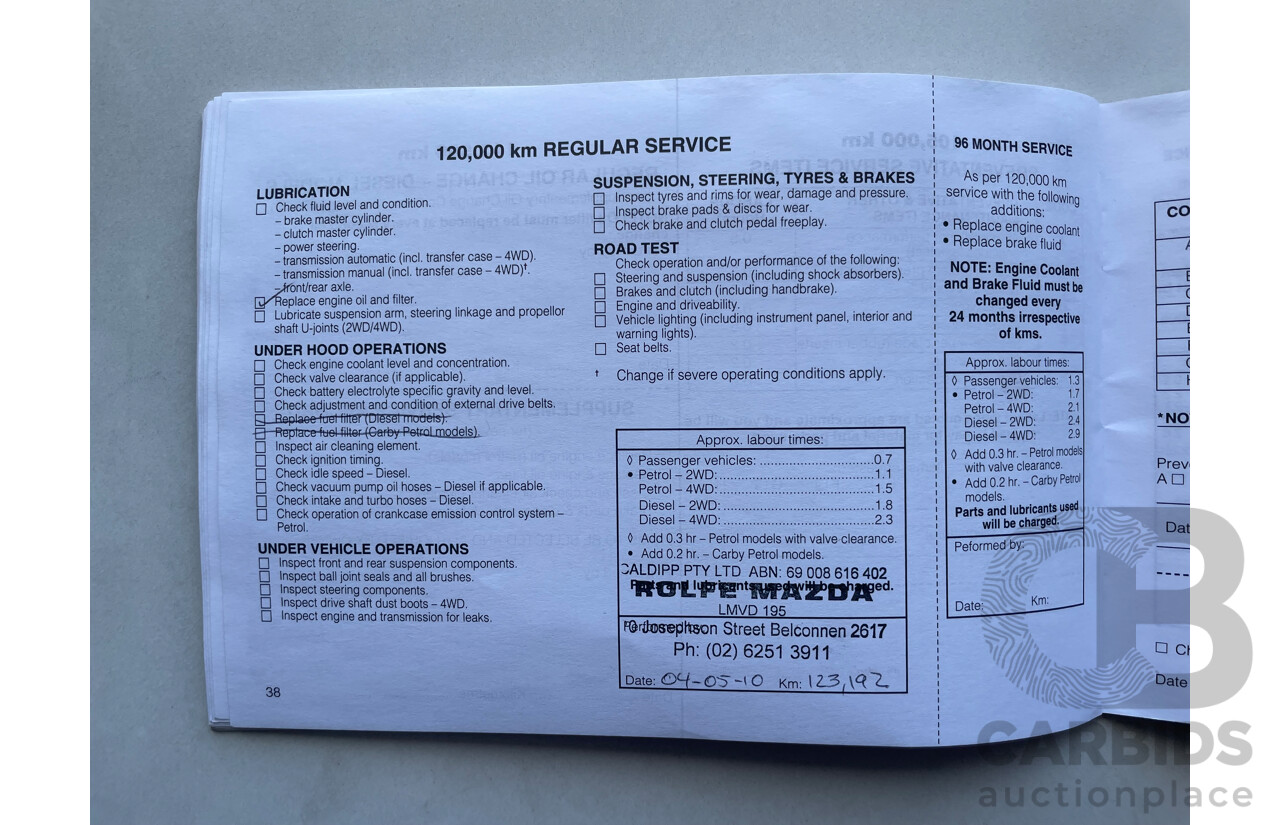 120,000 km REGULAR SERVICE
LUBRICATION
Check fluid level and condition.
– brake master cylinder.
– clutch master cylinder.
– power steering.
– transmission automatic (incl. transfer case – 4WD).
– transmission manual (incl. transfer case – 4WD)†.
– front/rear axle.
Replace engine oil and filter.
Lubricate suspension arm, steering linkage and propellor
shaft U-joints (2WD/4WD).
UNDER HOOD OPERATIONS
Check engine coolant level and concentration.
Check valve clearance (if applicable).
Check battery electrolyte specific gravity and level.
Check adjustment and condition of external drive belts.
Replace fuel filter (Diesel models).
Replace fuel filter (Carby Petrol models).
Inspect air cleaning element.
Check ignition timing.
Check idle speed – Diesel.
Check vacuum pump oil hoses – Diesel if applicable.
Check intake and turbo hoses – Diesel.
Check operation of crankcase emission control system –
Petrol.
UNDER VEHICLE OPERATIONS
Inspect front and rear suspension components.
Inspect ball joint seals and all brushes.
Inspect steering components.
Inspect drive shaft dust boots – 4WD.
Inspect engine and transmission for leaks.
38
SUSPENSION, STEERING, TYRES & BRAKES
Inspect tyres and rims for wear, damage and pressure.
Inspect brake pads & discs for wear.
Check brake and clutch pedal freeplay.
ROAD TEST
Check operation and/or performance of the following:
Steering and suspension (including shock absorbers).
Brakes and clutch (including handbrake).
Engine and driveability.
Vehicle lighting (including instrument panel, interior and
warning lights).
Seat belts.
† Change if severe operating conditions apply.
Approx. labour times:
◊ Passenger vehicles: ..................................0.7
• Petrol – 2WD:................................................1.1
Petrol – 4WD:................................................1.5
Diesel – 2WD:...............................................1.8
Diesel – 4WD:...............................................2.3
◊ Add 0.3 hr – Petrol models with valve clearance.
• Add 0.2 hr. – Carby Petrol models.
CALDIPP PTY LTD ABN: 69 008 616 402
Parts and lubricants used will be charged.
ROLFE MAZDA
LMVD 195
Performed by:
Josephson Street Belconnen 2617
Ph: (02) 6251 3911
Date: 04-05-10 Km: 123,192
96 MONTH SERVICE
As per 120,000 km
service with the following
additions:
• Replace engine coolant
• Replace brake fluid
NOTE: Engine Coolant
and Brake Fluid must be
changed every
24 months irrespective
of kms.
Approx. labour times:
◊ Passenger vehicles: 1.3
• Petrol – 2WD: 1.7
Petrol – 4WD: 2.1
Diesel – 2WD: 2.4
Diesel – 4WD: 2.9
◊ Add 0.3 hr. – Petrol models
with valve clearance.
• Add 0.2 hr. – Carby Petrol
models.
Parts and lubricants used
will be charged.
Peformed by:
Date: Km:
CO
*NO
Prev
A
Dat
Ch
Date
CB
CARBIDS
auctionplace